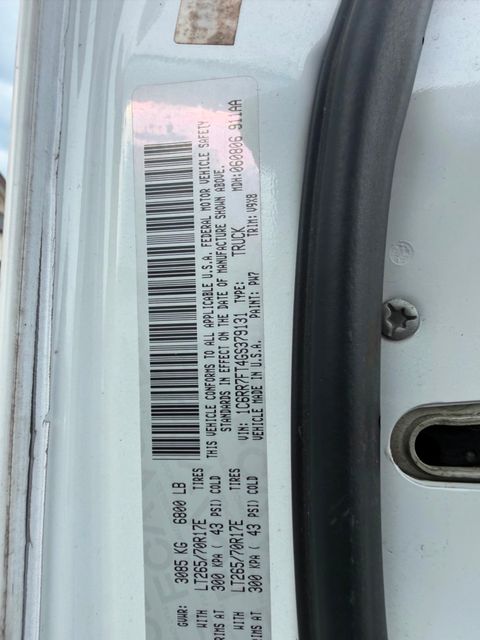 GVWR: 3085 KG 6800 LB
WITH LT265/70R17E TIRES
RIMS AT 300 KPA ( 43 PSI) COLD
WITH LT265/70R17E TIRES
RIMS AT 300 KPA ( 43 PSI) COLD
THIS VEHICLE CONFORMS TO ALL APPLICABLE U.S.A. FEDERAL MOTOR VEHICLE SAFETY
STANDARDS IN EFFECT ON THE DATE OF MANUFACTURE SHOWN ABOVE.
VIN: 1C6RR7FT4GS379131 TYPE: TRUCK MDH:060806 911AA
VEHICLE MADE IN U.S.A. PAINT: PW7 TRIM: V9X8